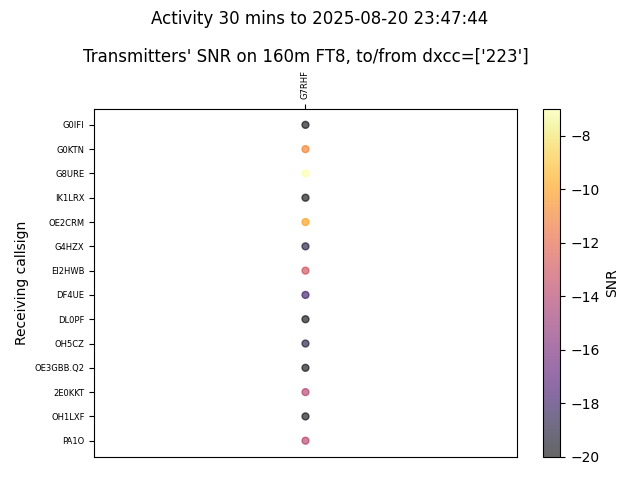 Activity 30 mins to 2025-08-20 23:47:44
Transmitters' SNR on 160m FT8, to/from dxcc=['223']
G7RHF
G0IFI
G0KTN
G8URE
IK1LRX
OE2CRM
G4HZX
EI2HWB
DF4UE
DL0PF
OH5CZ
OE3GBB.Q2
2E0KKT
OH1LXF
PA1O
Receiving callsign
−8
−10
−12
−14
−16
−18
−20
SNR